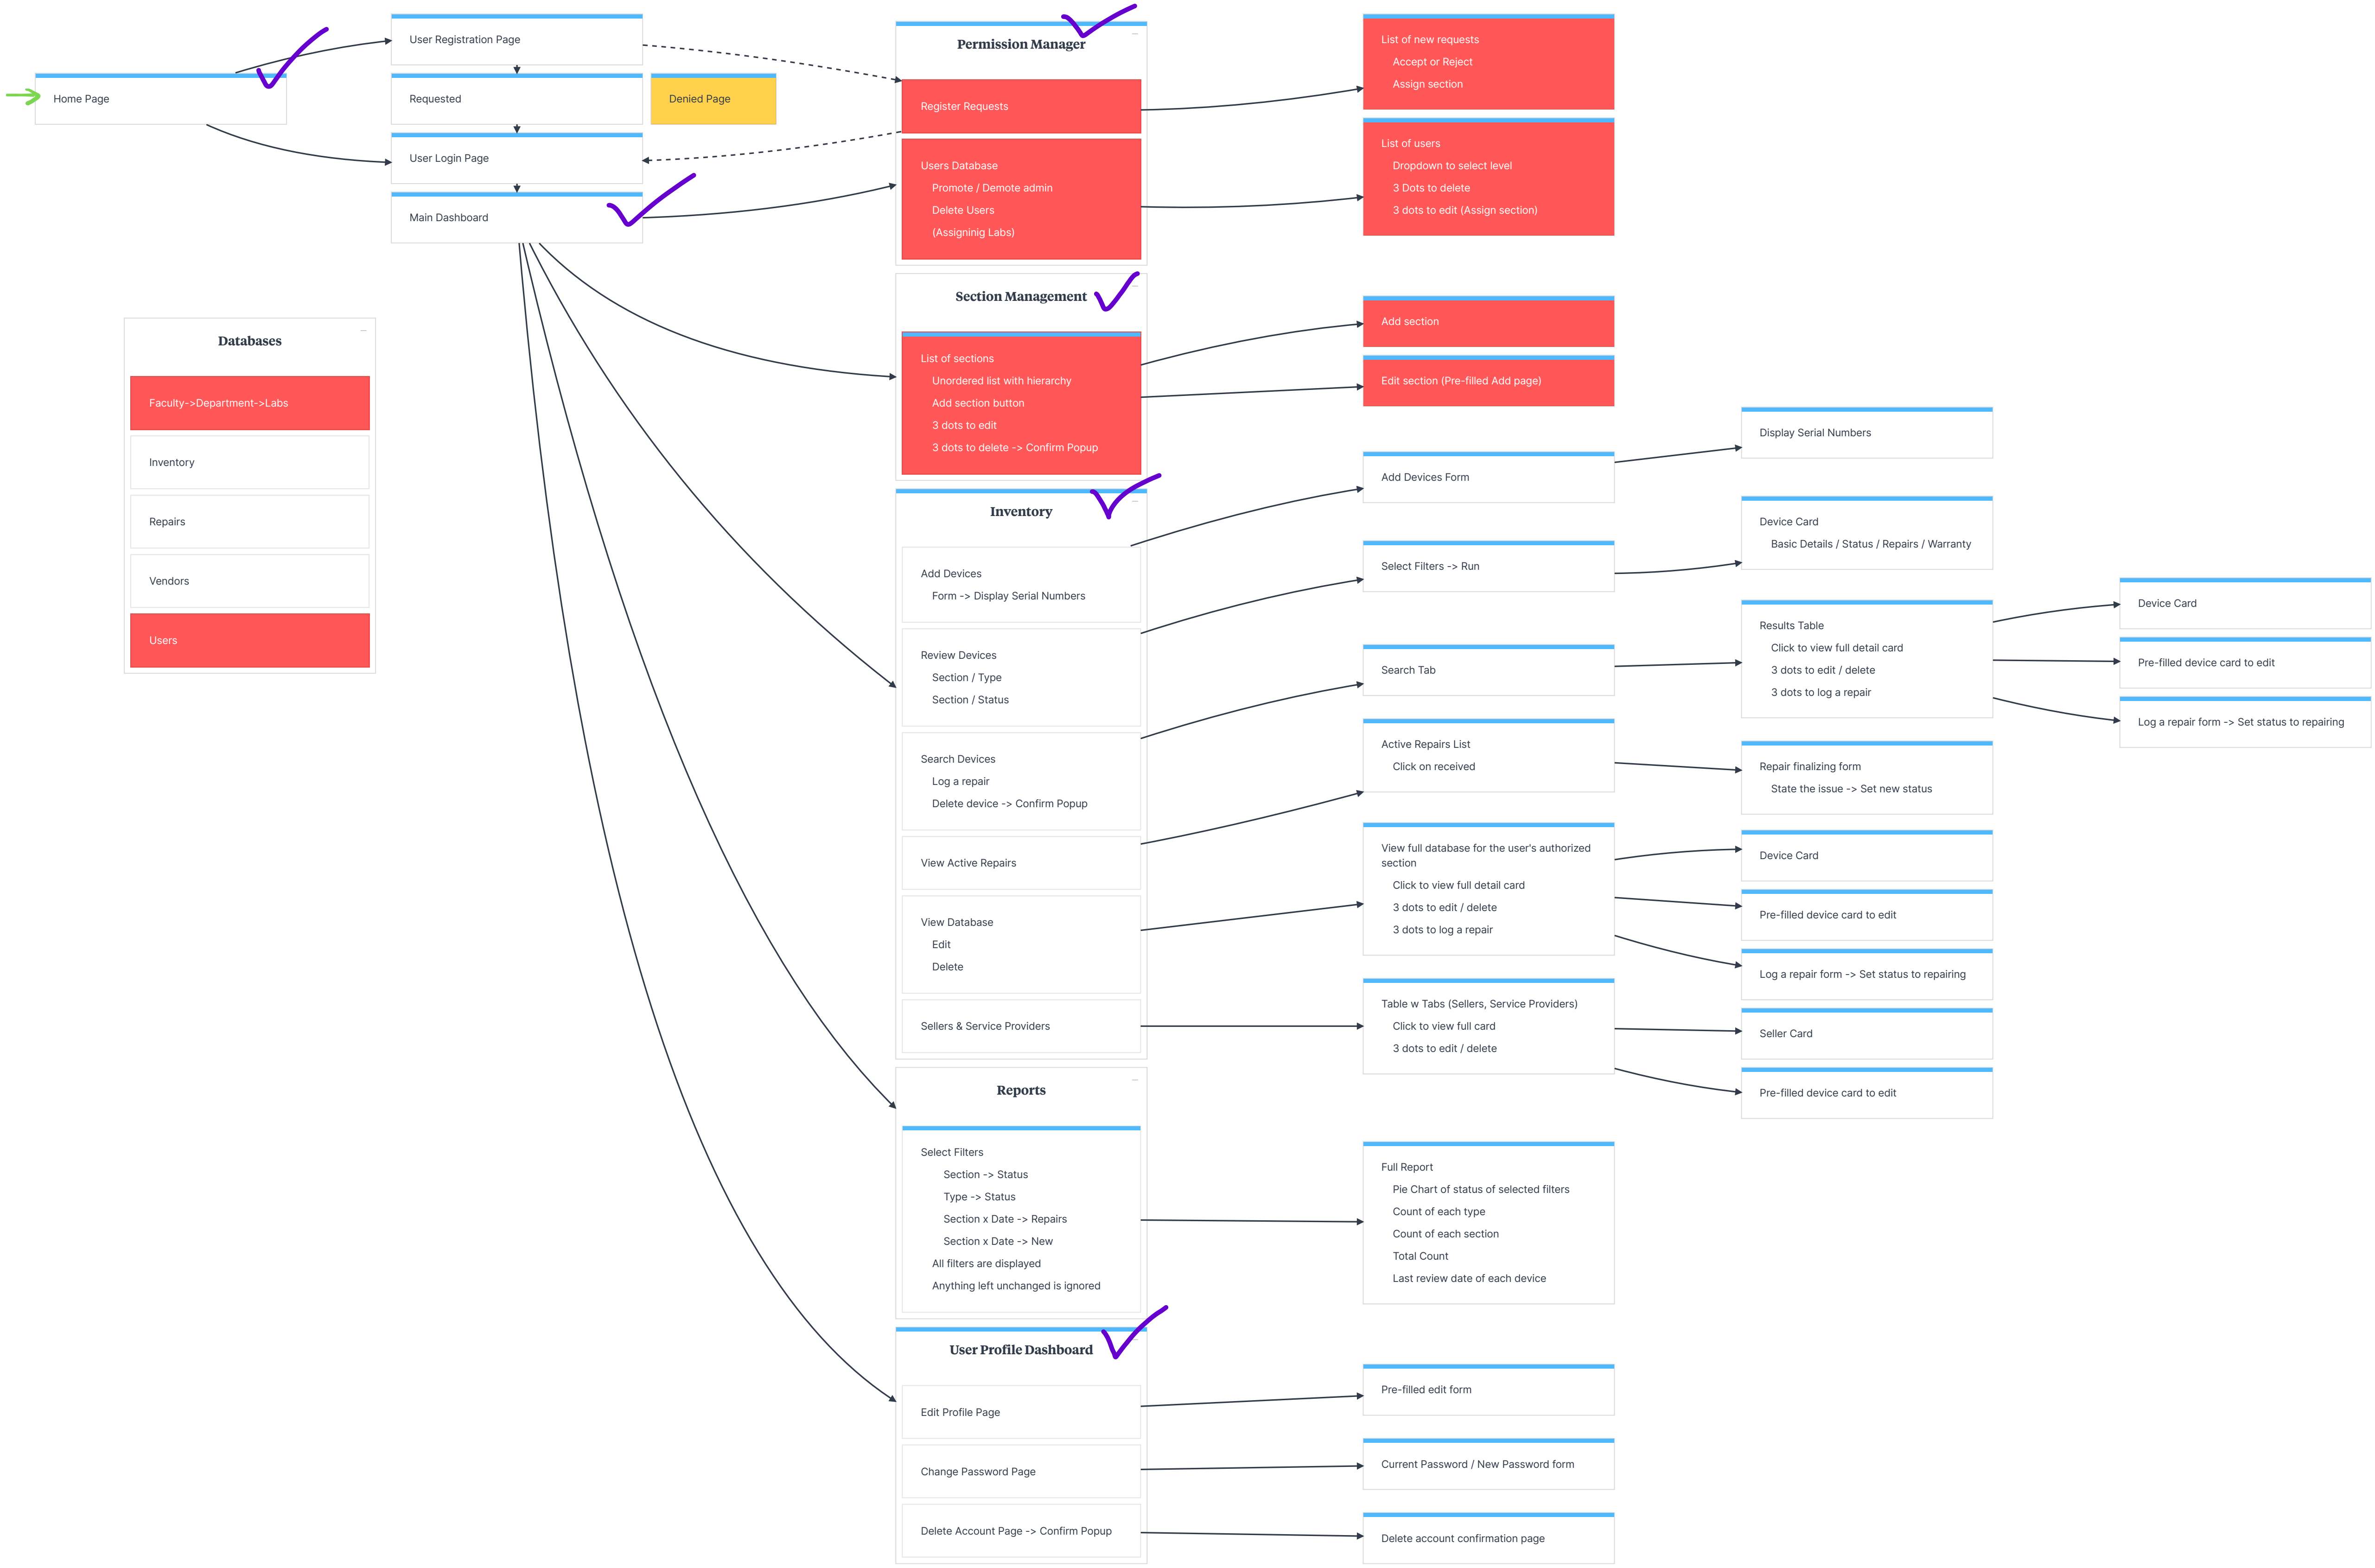 Home Page
User Registration Page
Requested
Denied Page
User Login Page
Main Dashboard
Databases
Faculty->Department->Labs
Inventory
Repairs
Vendors
Users
Permission Manager
Register Requests
Users Database
Promote / Demote admin
Delete Users
(Assigninig Labs)
List of new requests
Accept or Reject
Assign section
List of users
Dropdown to select level
3 Dots to delete
3 dots to edit (Assign section)
Section Management
List of sections
Unordered list with hierarchy
Add section button
3 dots to edit
3 dots to delete -> Confirm Popup
Add section
Edit section (Pre-filled Add page)
Inventory
Add Devices
Form -> Display Serial Numbers
Review Devices
Section / Type
Section / Status
Search Devices
Log a repair
Delete device -> Confirm Popup
View Active Repairs
View Database
Edit
Delete
Sellers & Service Providers
Add Devices Form
Display Serial Numbers
Select Filters -> Run
Device Card
Basic Details / Status / Repairs / Warranty
Search Tab
Results Table
Click to view full detail card
3 dots to edit / delete
3 dots to log a repair
Device Card
Pre-filled device card to edit
Log a repair form -> Set status to repairing
Active Repairs List
Click on received
Repair finalizing form
State the issue -> Set new status
View full database for the user's authorized
section
Click to view full detail card
3 dots to edit / delete
3 dots to log a repair
Device Card
Pre-filled device card to edit
Log a repair form -> Set status to repairing
Table w Tabs (Sellers, Service Providers)
Click to view full card
3 dots to edit / delete
Seller Card
Pre-filled device card to edit
Reports
Select Filters
Section -> Status
Type -> Status
Section x Date -> Repairs
Section x Date -> New
All filters are displayed
Anything left unchanged is ignored
Full Report
Pie Chart of status of selected filters
Count of each type
Count of each section
Total Count
Last review date of each device
User Profile Dashboard
Edit Profile Page
Change Password Page
Delete Account Page -> Confirm Popup
Pre-filled edit form
Current Password / New Password form
Delete account confirmation page